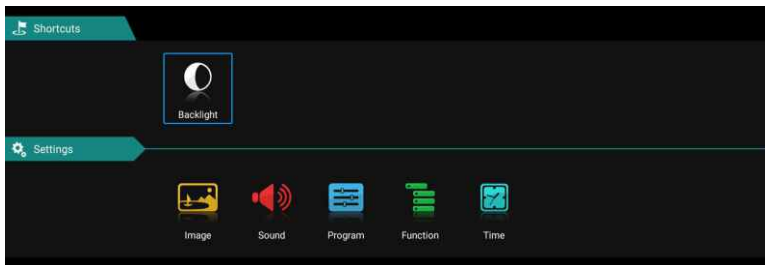 Shortcuts
Backlight
Settings
Image Sound Program Function Time